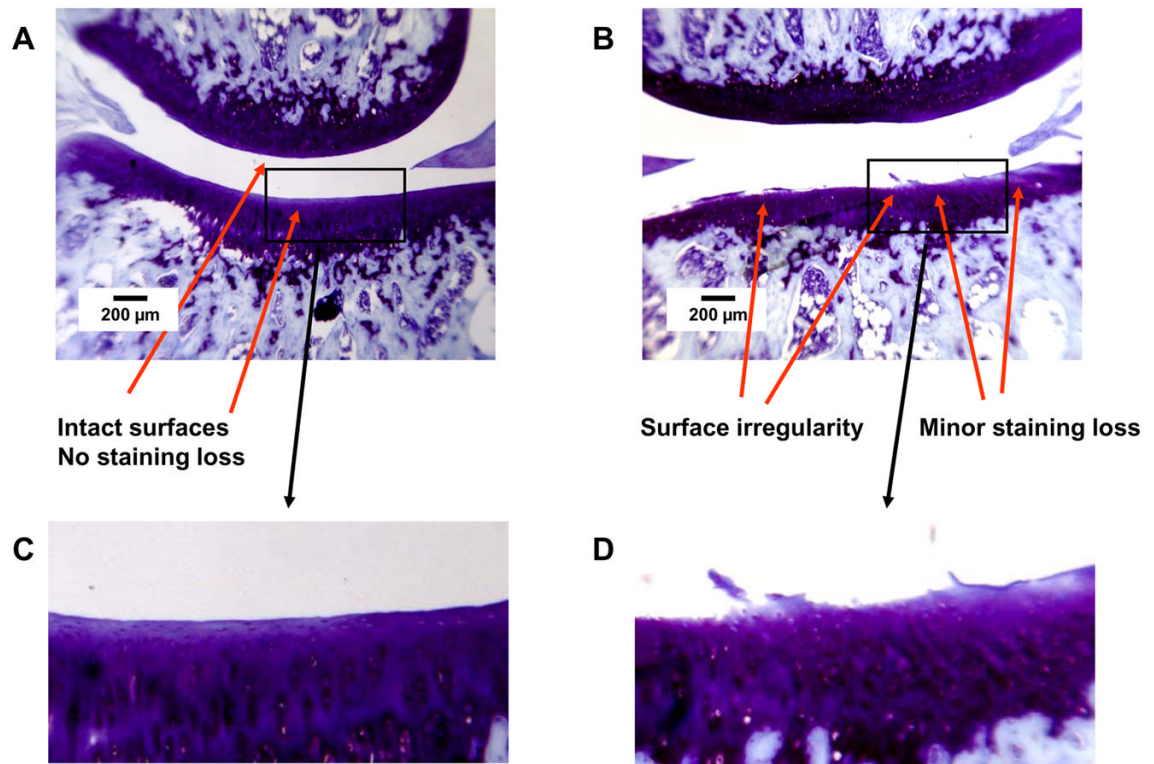 A
B
200 µm
200 µm
Intact surfaces
No staining loss
Surface irregularity
Minor staining loss
C
D